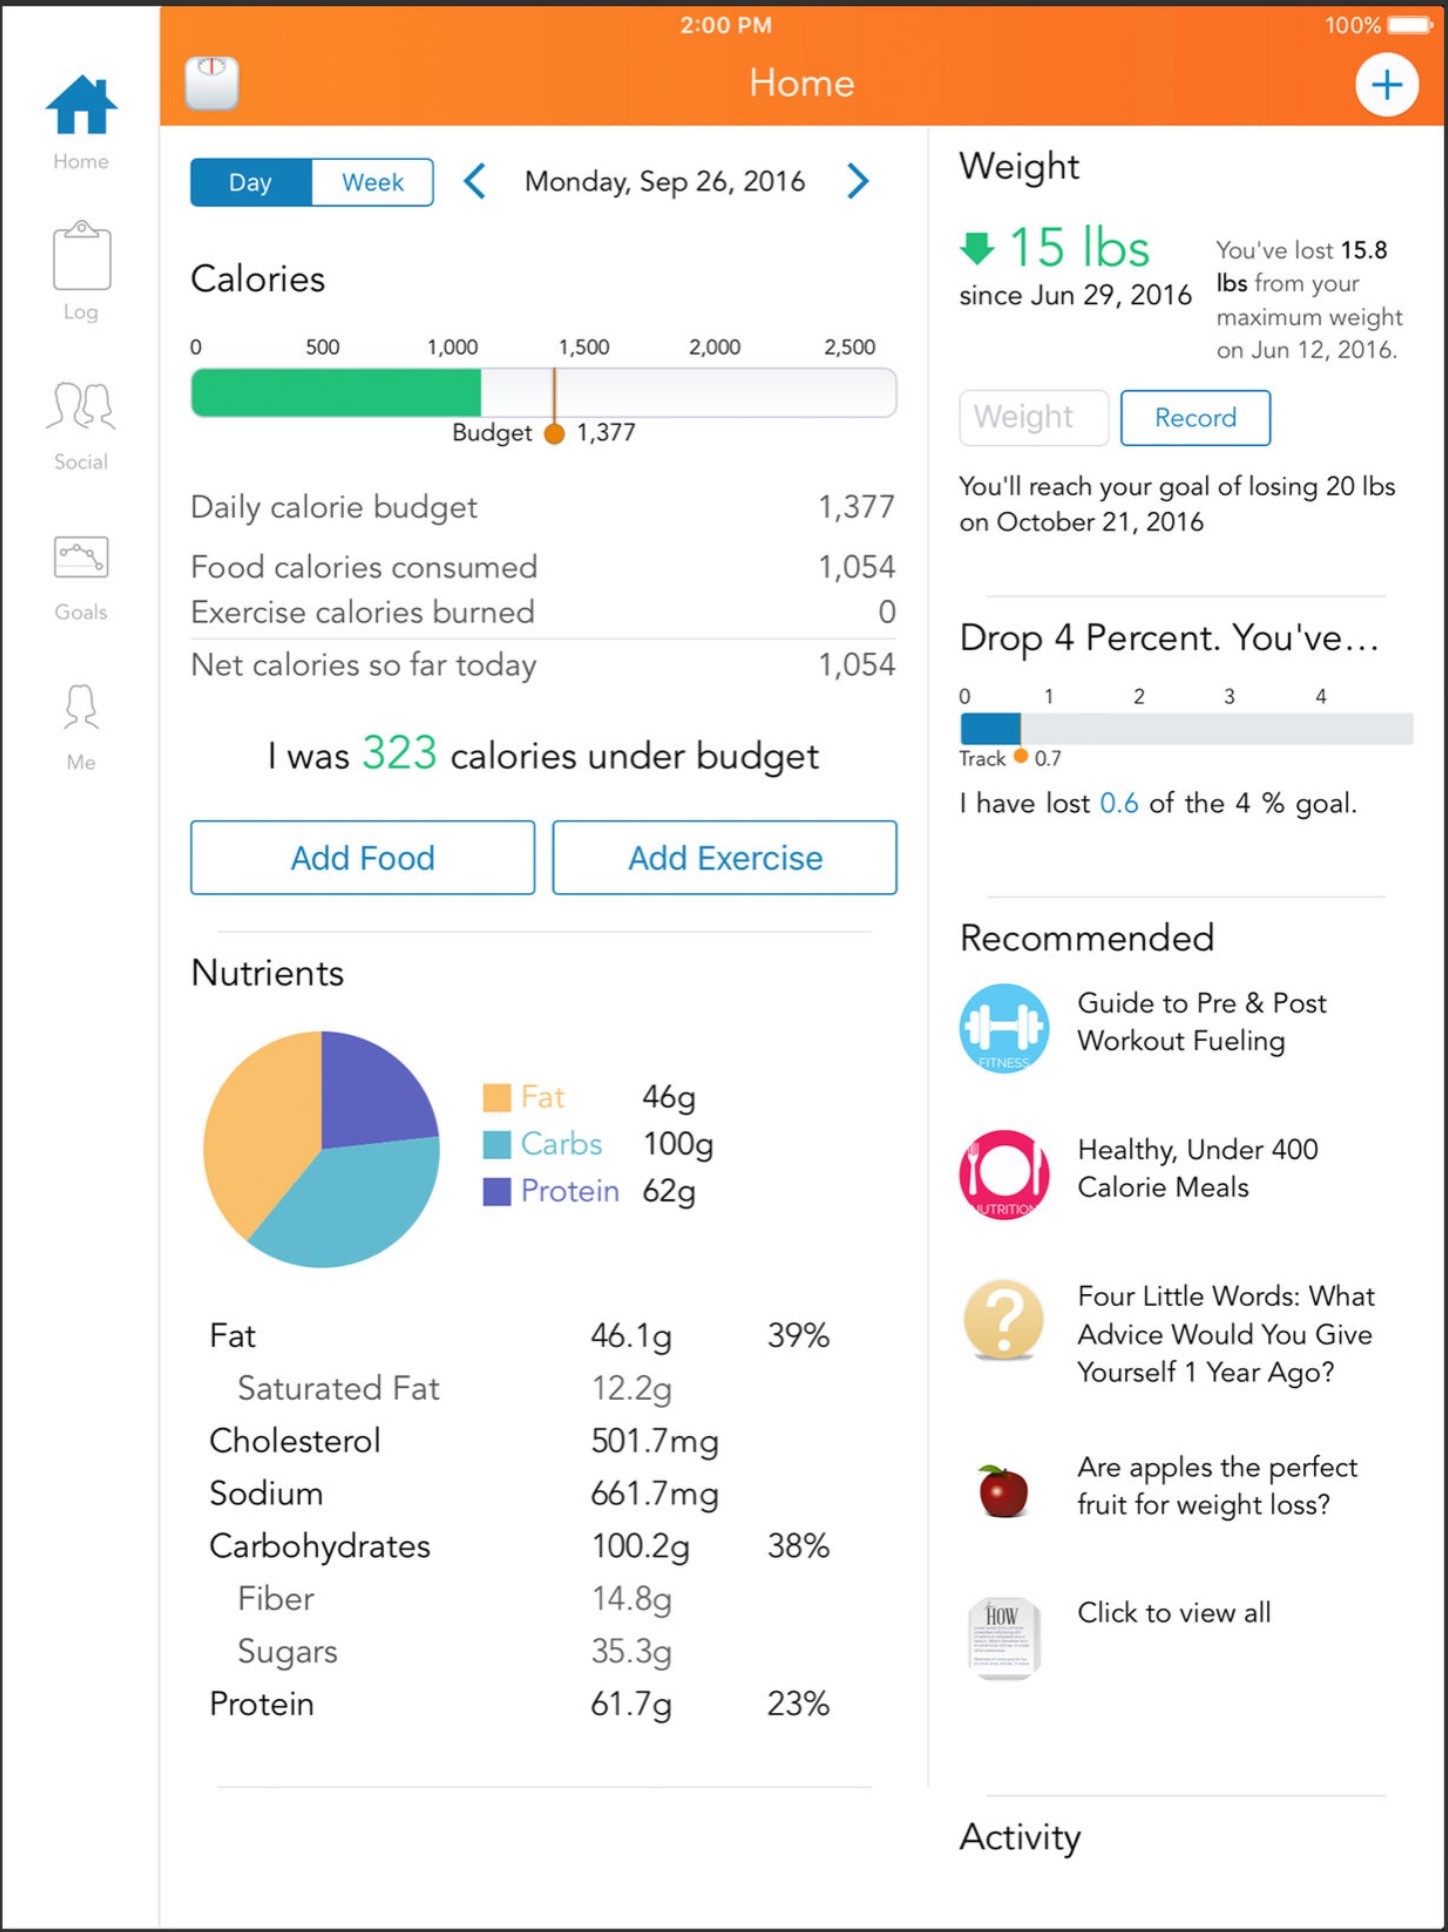 2:00 PM
100%
Home
Home
Log
Social
Goals
Me
Day
Week
Monday, Sep 26, 2016
Calories
0 500 1,000 1,500 2,000 2,500
Budget 1,377
Daily calorie budget 1,377
Food calories consumed 1,054
Exercise calories burned 0
Net calories so far today 1,054
I was 323 calories under budget
Add Food
Add Exercise
Nutrients
Fat 46g
Carbs 100g
Protein 62g
Fat 46.1g 39%
Saturated Fat 12.2g
Cholesterol 501.7mg
Sodium 661.7mg
Carbohydrates 100.2g 38%
Fiber 14.8g
Sugars 35.3g
Protein 61.7g 23%
Weight
15 lbs
since Jun 29, 2016
You've lost 15.8
lbs from your
maximum weight
on Jun 12, 2016.
Weight
Record
You'll reach your goal of losing 20 lbs
on October 21, 2016
Drop 4 Percent. You've...
0 1 2 3 4
Track 0.7
I have lost 0.6 of the 4 % goal.
Recommended
FITNESS
Guide to Pre & Post
Workout Fueling
NUTRITION
Healthy, Under 400
Calorie Meals
?
Four Little Words: What
Advice Would You Give
Yourself 1 Year Ago?
Are apples the perfect
fruit for weight loss?
HOW
Click to view all
Activity